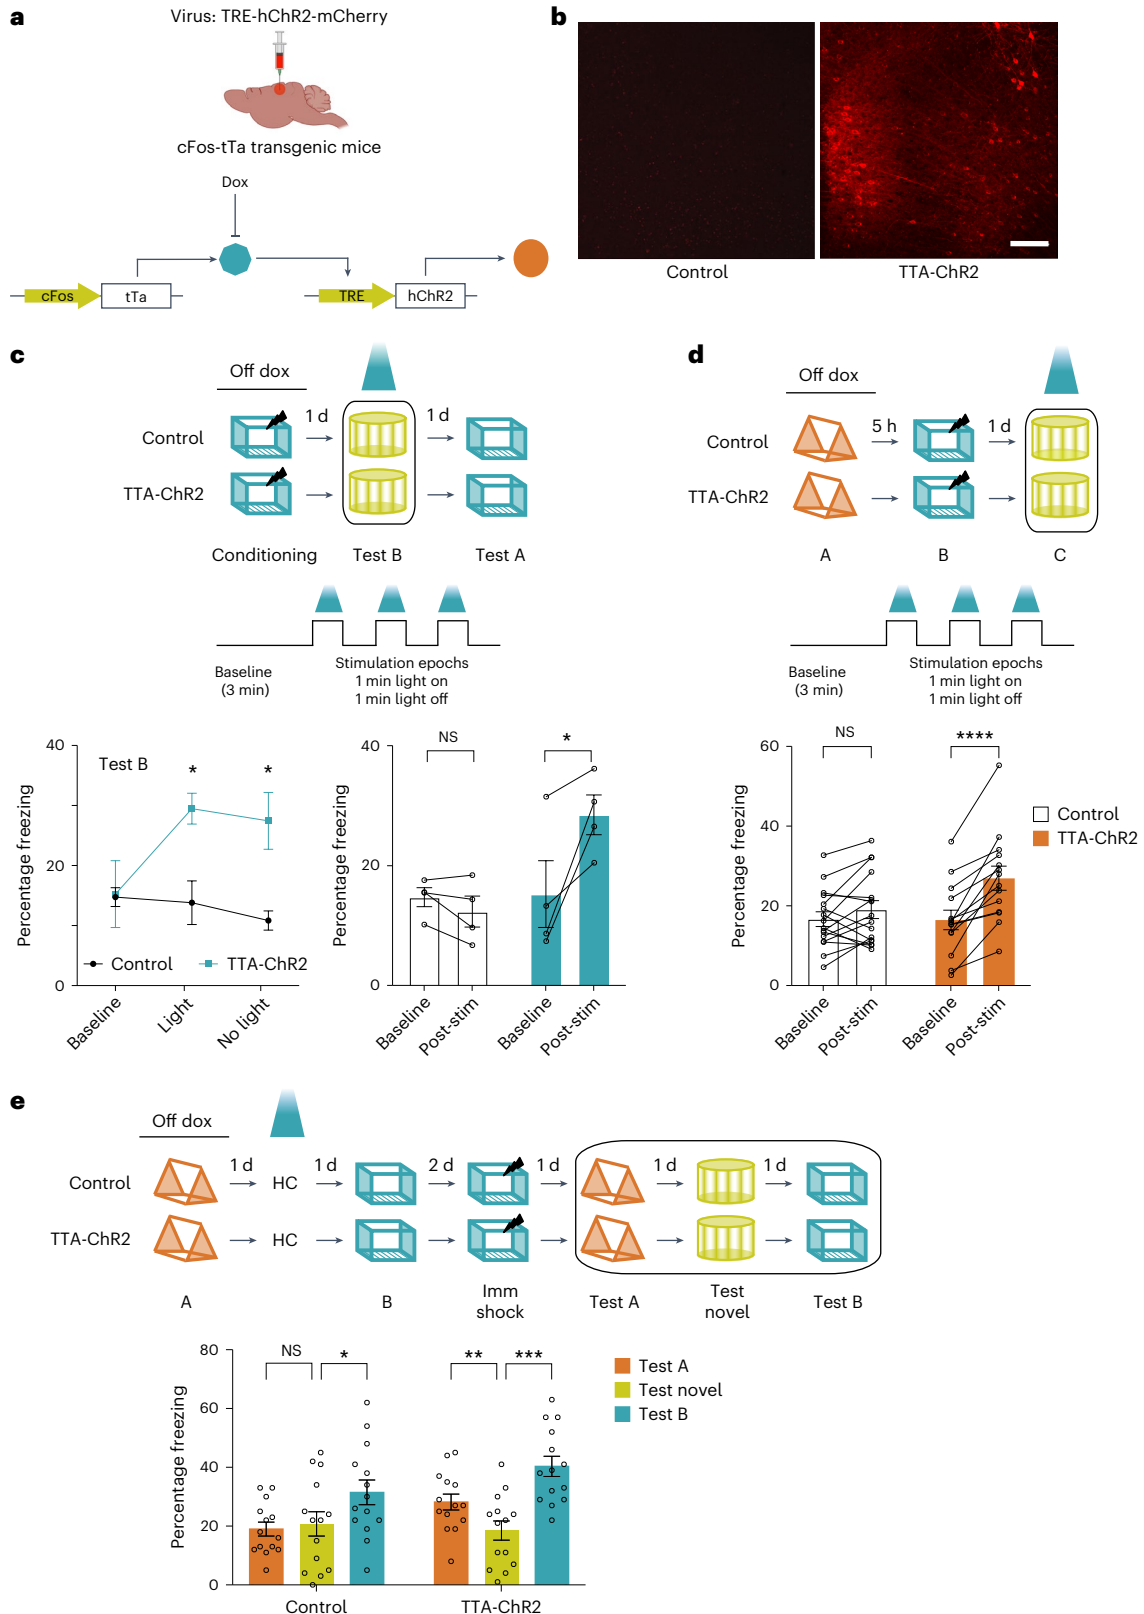 a
Virus: TRE-hChR2-mCherry
cFos-tTa transgenic mice
Dox
cFos
tTa
TRE
hChR2
b
Control
TTA-ChR2
c
Off dox
Control
1 d
1 d
TTA-ChR2
Conditioning
Test B
Test A
Baseline
(3 min)
Stimulation epochs
1 min light on
1 min light off
Percentage freezing
40
20
0
Test B
*
*
Control
TTA-ChR2
Baseline
Light
No light
Percentage freezing
40
20
0
NS
*
Baseline
Post-stim
Baseline
Post-stim
d
Off dox
Control
5 h
1 d
TTA-ChR2
A
B
C
Baseline
(3 min)
Stimulation epochs
1 min light on
1 min light off
Percentage freezing
60
40
20
0
NS
****
Control
TTA-ChR2
Baseline
Post-stim
Baseline
Post-stim
e
Off dox
Control
1 d
HC
1 d
2 d
1 d
1 d
1 d
TTA-ChR2
HC
A
B
Imm
shock
Test A
Test
novel
Test B
Percentage freezing
80
60
40
20
0
NS
*
**
***
Control
TTA-ChR2
Test A
Test novel
Test B